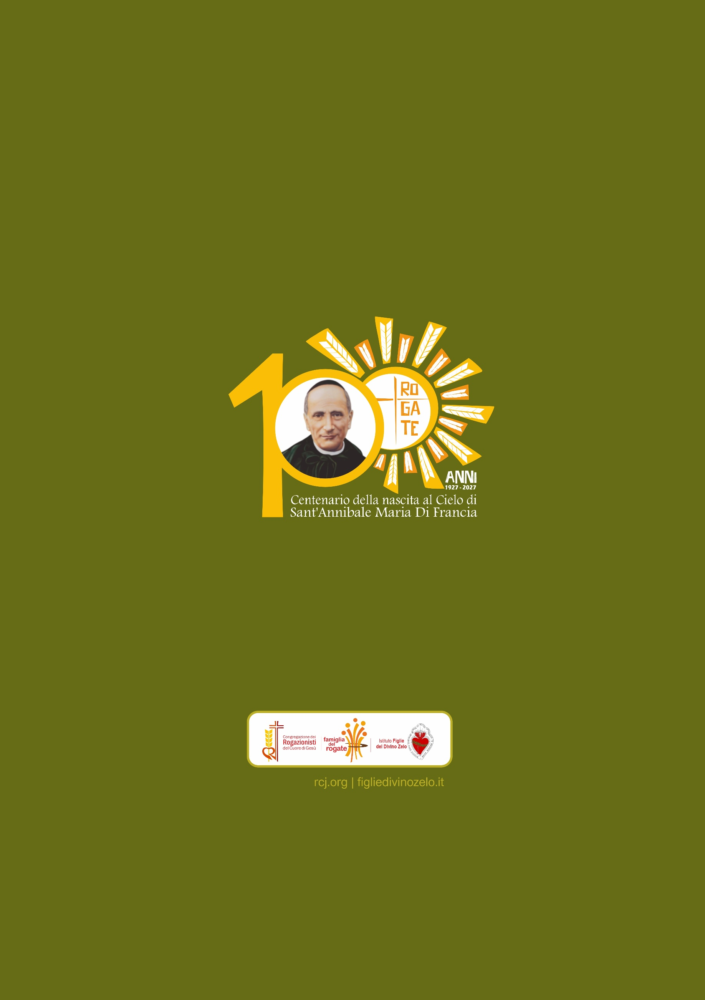 100
RO
GA
TE
ANNI
1927 - 2027
Centenario della nascita al Cielo di
Sant'Annibale Maria Di Francia
Congregazione dei
Rogazionisti
del Cuore di Gesù
famiglia
del
rogate
Istituto Figlie
del Divino Zelo
rcj.org | figliedivinozelo.it